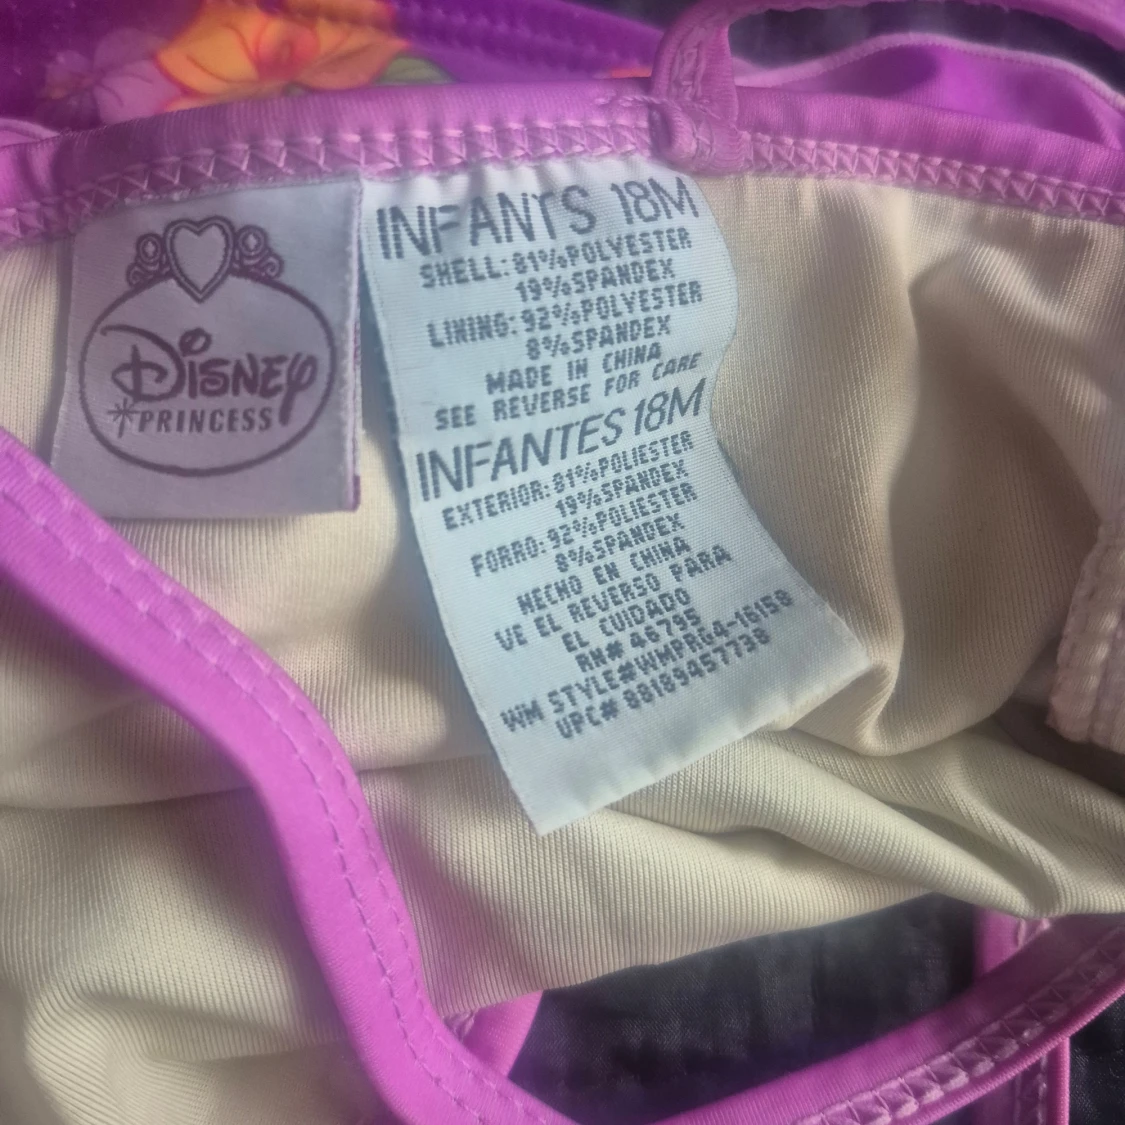 Disney
PRINCESS
INFANTS 18M
SHELL: 81%POLYESTER
19%SPANDEX
LINING: 92%POLYESTER
8%SPANDEX
MADE IN CHINA
SEE REVERSE FOR CARE
INFANTES 18M
EXTERIOR: 81%POLIESTER
19%SPANDEX
FORRO: 92%POLIESTER
8%SPANDEX
HECHO EN CHINA
VE EL REVERSO PARA
EL CUIDADO
RN# 46795
WM STYLE#WMPRG4-16158
UPC# 88189457738